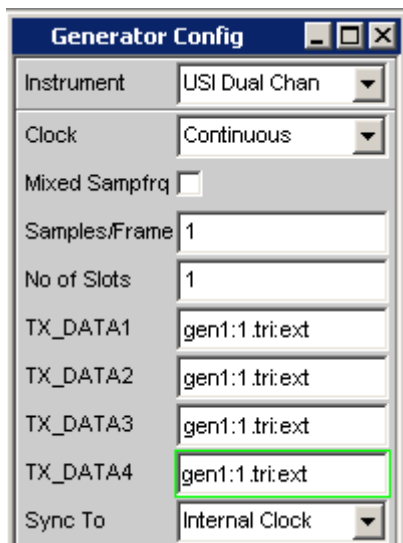 Generator Config
Instrument USI Dual Chan
Clock Continuous
Mixed Sampfrq
Samples/Frame 1
No of Slots 1
TX_DATA1 gen1:1.tri:ext
TX_DATA2 gen1:1.tri:ext
TX_DATA3 gen1:1.tri:ext
TX_DATA4 gen1:1.tri:ext
Sync To Internal Clock